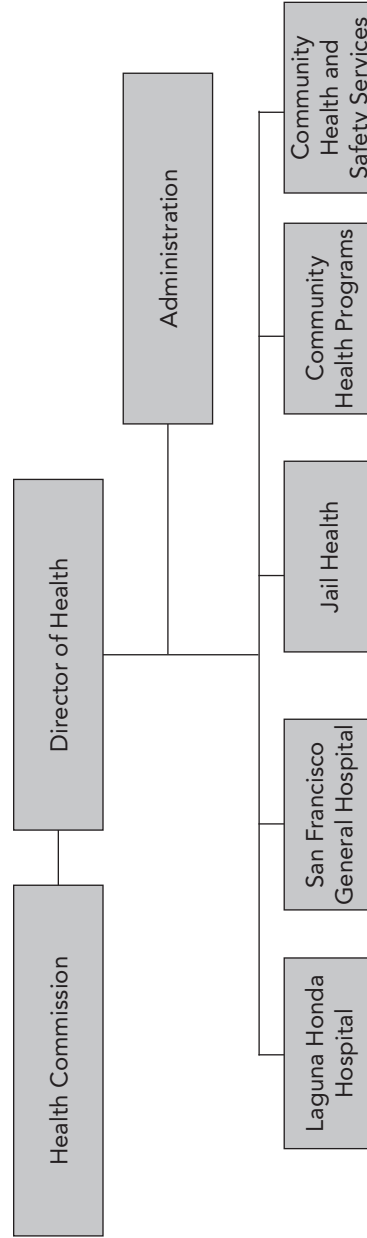 Health Commission
Director of Health
Administration
Laguna Honda
Hospital
San Francisco
General Hospital
Jail Health
Community
Health Programs
Community
Health and
Safety Services